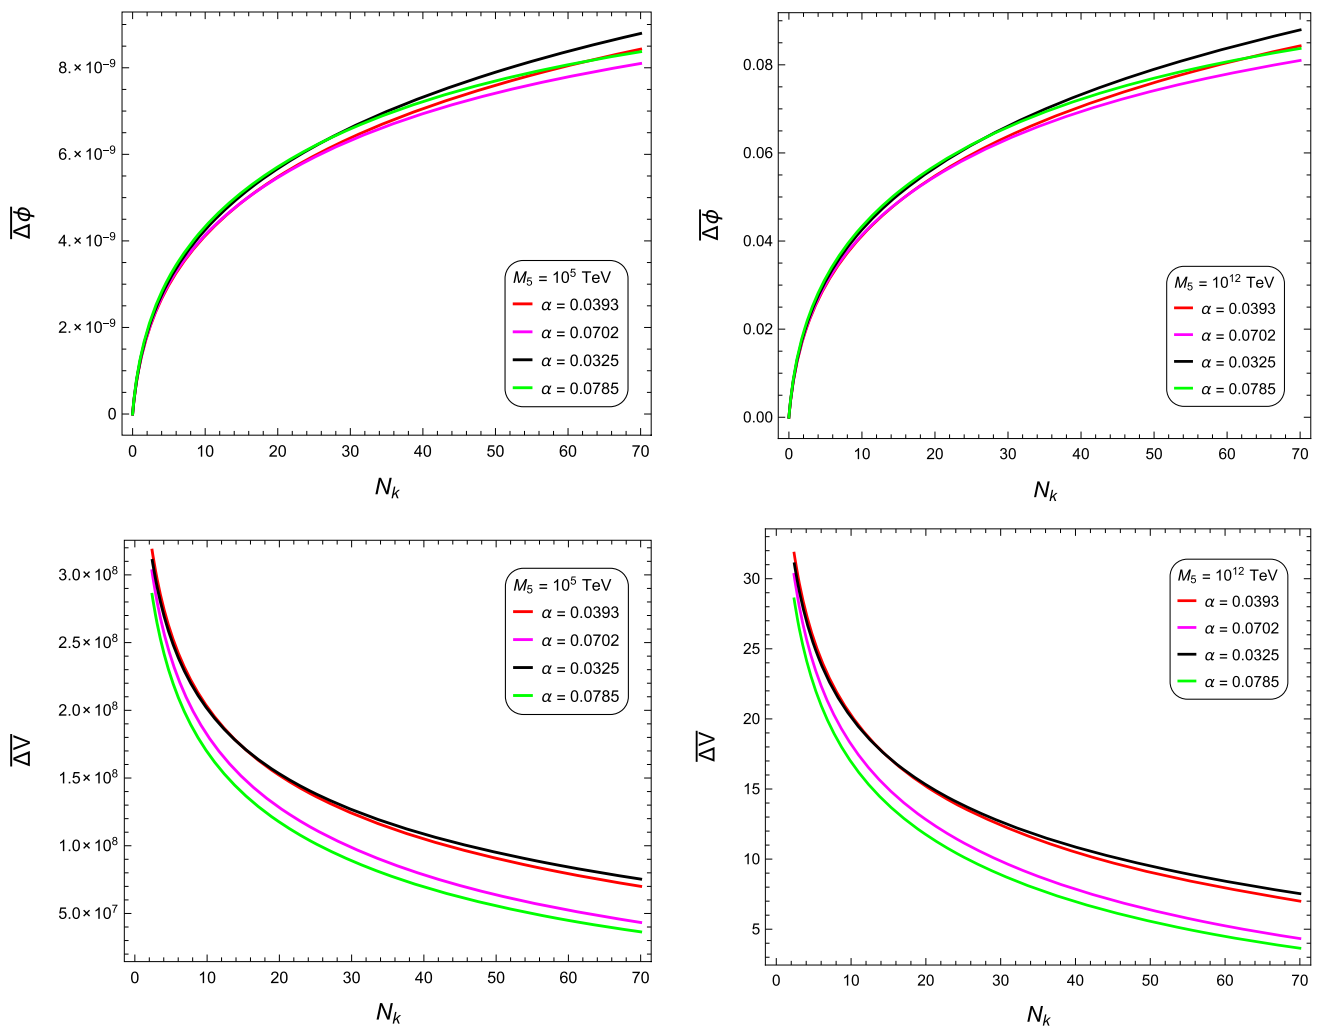 8.×10⁻⁹
6.×10⁻⁹
4.×10⁻⁹
2.×10⁻⁹
0
0 10 20 30 40 50 60 70
N_k
Δϕ
M₅ = 10⁵ TeV
α = 0.0393
α = 0.0702
α = 0.0325
α = 0.0785
0.08
0.06
0.04
0.02
0.00
0 10 20 30 40 50 60 70
N_k
Δϕ
M₅ = 10¹² TeV
α = 0.0393
α = 0.0702
α = 0.0325
α = 0.0785
3.0×10⁸
2.5×10⁸
2.0×10⁸
1.5×10⁸
1.0×10⁸
5.0×10⁷
0 10 20 30 40 50 60 70
N_k
ΔV
M₅ = 10⁵ TeV
α = 0.0393
α = 0.0702
α = 0.0325
α = 0.0785
30
25
20
15
10
5
0 10 20 30 40 50 60 70
N_k
ΔV
M₅ = 10¹² TeV
α = 0.0393
α = 0.0702
α = 0.0325
α = 0.0785